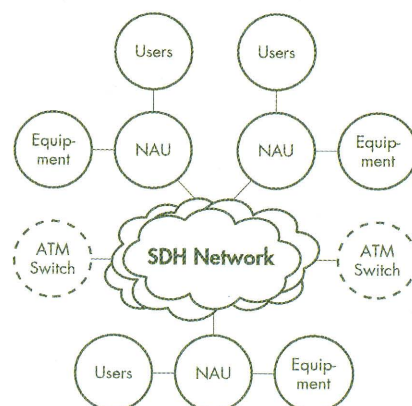 Users
Users
Equip-
ment
NAU
NAU
Equip-
ment
ATM
Switch
SDH Network
ATM
Switch
Users
NAU
Equip-
ment